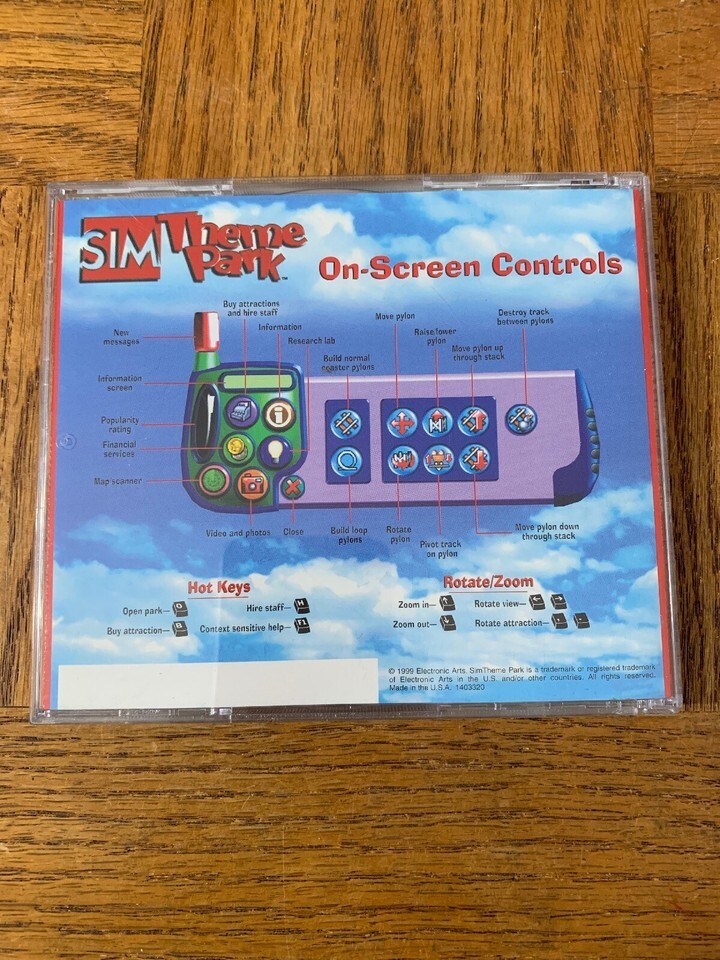 SIM Theme
Park™
On-Screen Controls
Buy attractions
and hire staff
Information
Research lab
New
messages
Information
screen
Popularity
rating
Financial
services
Map scanner
Video and photos
Close
Move pylon
Raise/lower
pylon
Build normal
roaster pylons
Move pylon up
through stack
Destroy track
between pylons
Build loop
pylons
Rotate
pylon
Pivot track
on pylon
Move pylon down
through stack
Hot Keys
Open park— O
Hire staff— H
Buy attraction— B
Context sensitive help— F1
Rotate/Zoom
Zoom in—
Rotate view—
Zoom out—
Rotate attraction—
© 1999 Electronic Arts. SimTheme Park is a trademark or registered trademark
of Electronic Arts in the U.S. and/or other countries. All rights reserved.
Made in the U.S.A. 1403320